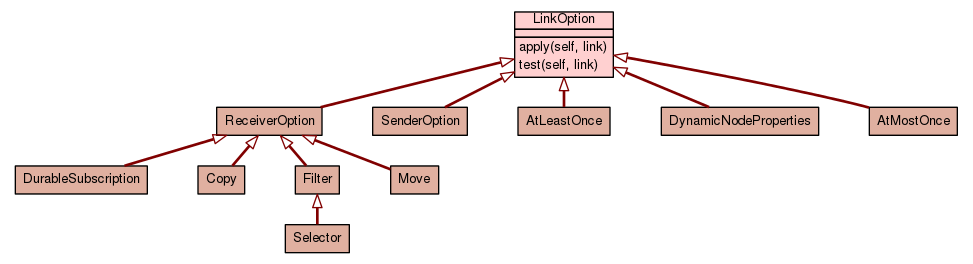 LinkOption
apply(self, link)
test(self, link)
ReceiverOption
SenderOption
AtLeastOnce
DynamicNodeProperties
AtMostOnce
DurableSubscription
Copy
Filter
Move
Selector